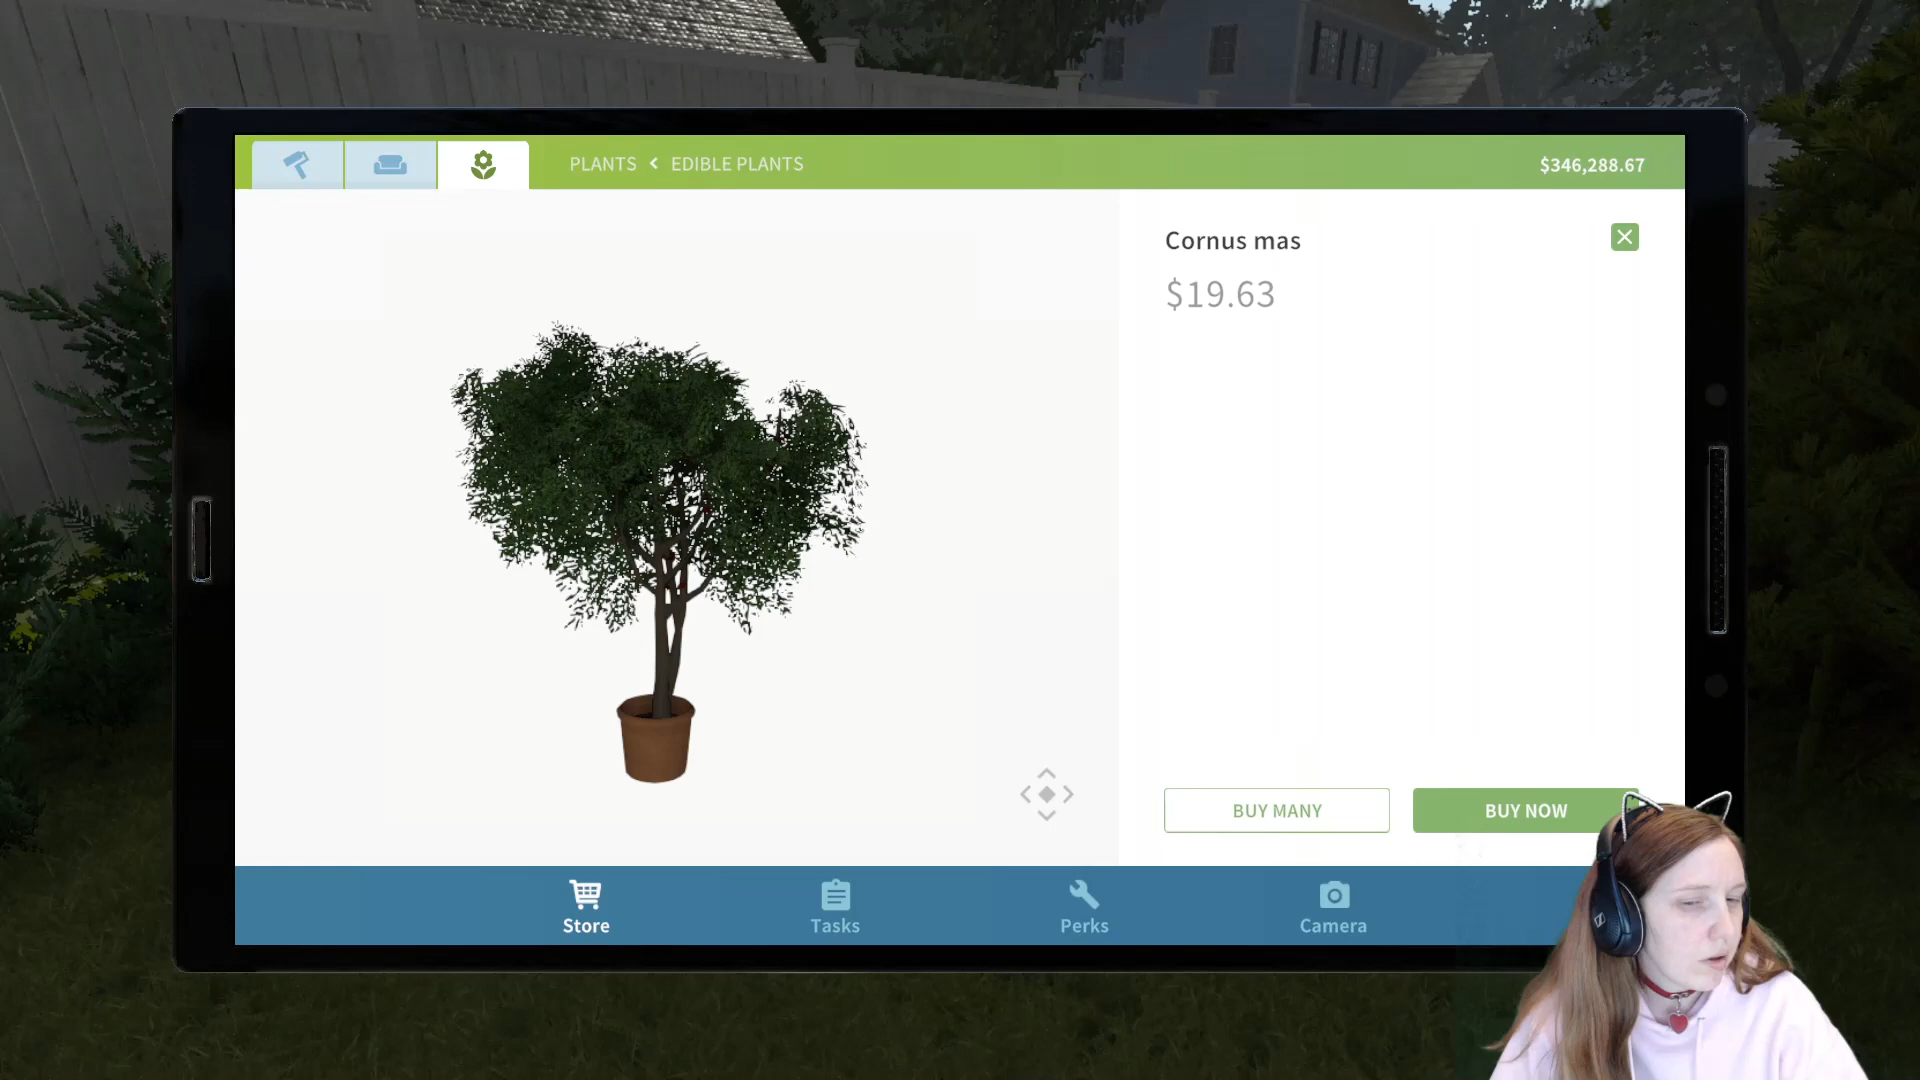 PLANTS < EDIBLE PLANTS
$346,288.67
Cornus mas
$19.63
BUY MANY
BUY NOW
Store
Tasks
Perks
Camera